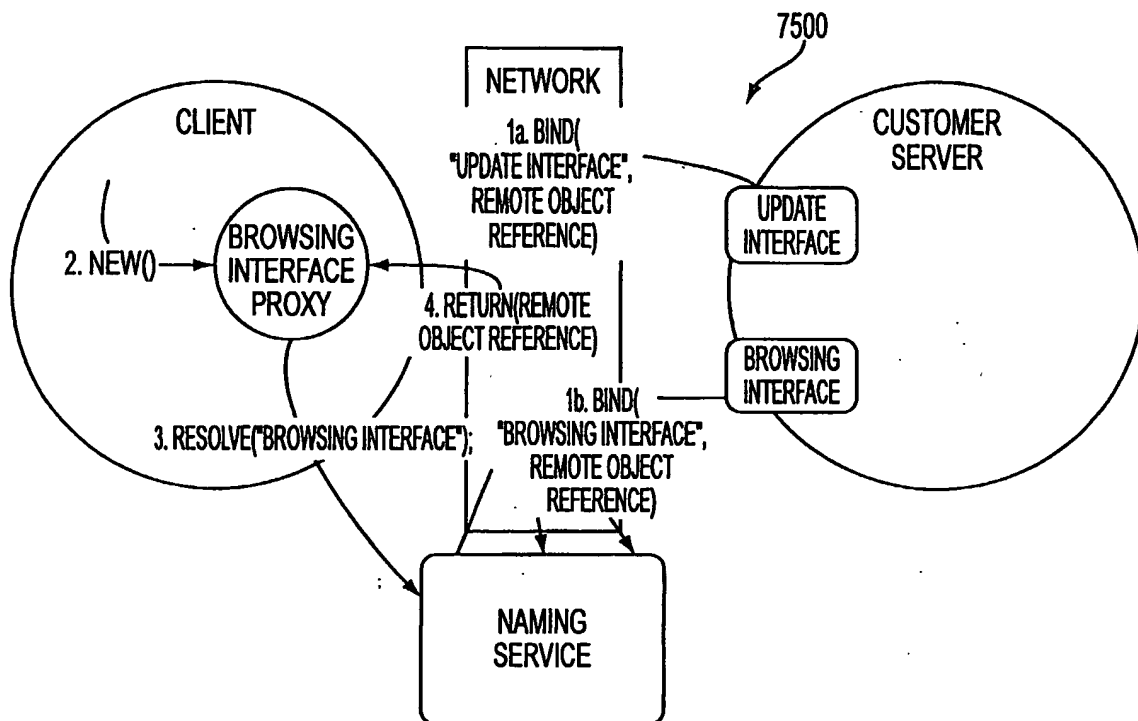 7500
NETWORK
CLIENT
CUSTOMER
SERVER
1a. BIND(
"UPDATE INTERFACE",
REMOTE OBJECT
REFERENCE)
UPDATE
INTERFACE
2. NEW()
BROWSING
INTERFACE
PROXY
4. RETURN(REMOTE
OBJECT REFERENCE)
BROWSING
INTERFACE
1b. BIND(
"BROWSING INTERFACE",
REMOTE OBJECT
REFERENCE)
3. RESOLVE("BROWSING INTERFACE");
NAMING
SERVICE